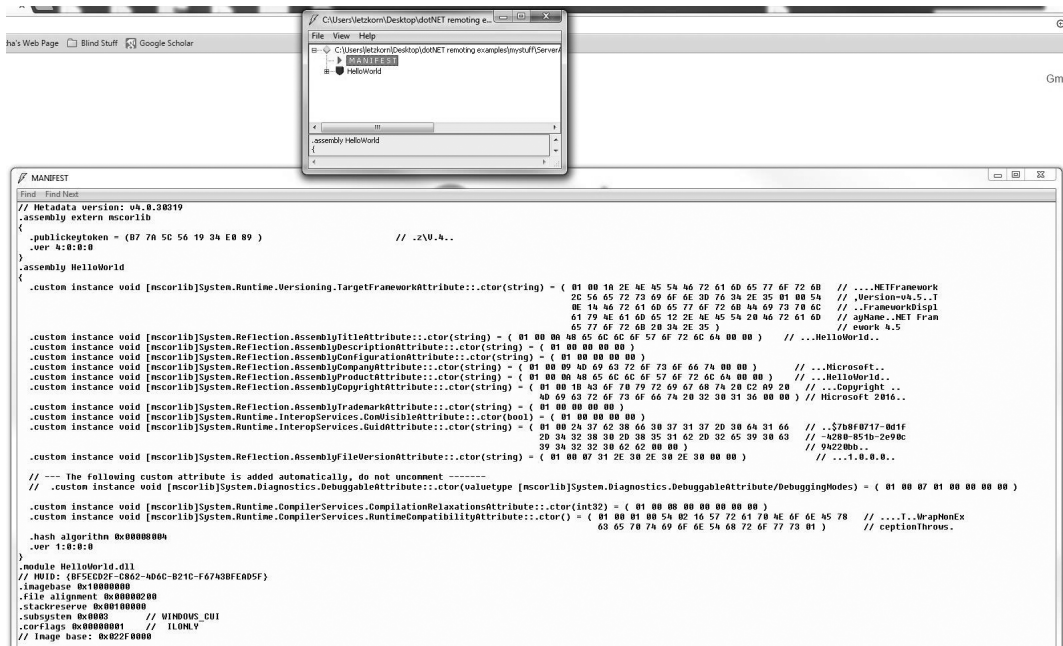 ha's Web Page Blind Stuff Google Scholar
C:\Users\letzkorn\Desktop\dotNET remoting e...
File View Help
C:\Users\letzkorn\Desktop\dotNET remoting examples\mystuff\Server/
MANIFEST
HelloWorld
.assembly HelloWorld
{
Gm
MANIFEST
Find Find Next
// Metadata version: v4.0.30319
.assembly extern mscorlib
{
.publickeytoken = (B7 7A 5C 56 19 34 E0 89 ) // .z\V.4..
.ver 4:0:0:0
}
.assembly HelloWorld
{
.custom instance void [mscorlib]System.Runtime.Versioning.TargetFrameworkAttribute::.ctor(string) = ( 01 00 1A 2E 4E 45 54 46 72 61 6D 65 77 6F 72 6B // ....NETFramework
2C 56 65 72 73 69 6F 6E 3D 76 34 2E 35 01 00 54 // ,Version=v4.5..T
0E 14 46 72 61 6D 65 77 6F 72 6B 44 69 73 70 6C // ..FrameworkDispl
61 79 4E 61 6D 65 12 2E 4E 45 54 20 46 72 61 6D // ayName..NET Fram
65 77 6F 72 6B 20 34 2E 35 ) // ework 4.5
.custom instance void [mscorlib]System.Reflection.AssemblyTitleAttribute::.ctor(string) = ( 01 00 0A 48 65 6C 6C 6F 57 6F 72 6C 64 00 00 ) // ...HelloWorld..
.custom instance void [mscorlib]System.Reflection.AssemblyDescriptionAttribute::.ctor(string) = ( 01 00 00 00 00 )
.custom instance void [mscorlib]System.Reflection.AssemblyConfigurationAttribute::.ctor(string) = ( 01 00 00 00 00 )
.custom instance void [mscorlib]System.Reflection.AssemblyCompanyAttribute::.ctor(string) = ( 01 00 09 4D 69 63 72 6F 73 6F 66 74 00 00 ) // ...Microsoft..
.custom instance void [mscorlib]System.Reflection.AssemblyProductAttribute::.ctor(string) = ( 01 00 0A 48 65 6C 6C 6F 57 6F 72 6C 64 00 00 ) // ...HelloWorld..
.custom instance void [mscorlib]System.Reflection.AssemblyCopyrightAttribute::.ctor(string) = ( 01 00 1B 43 6F 70 79 72 69 67 68 74 20 C2 A9 20 // ...Copyright ..
4D 69 63 72 6F 73 6F 66 74 20 32 30 31 36 00 00 ) // Microsoft 2016..
.custom instance void [mscorlib]System.Reflection.AssemblyTrademarkAttribute::.ctor(string) = ( 01 00 00 00 00 )
.custom instance void [mscorlib]System.Runtime.InteropServices.ComVisibleAttribute::.ctor(bool) = ( 01 00 00 00 00 )
.custom instance void [mscorlib]System.Runtime.InteropServices.GuidAttribute::.ctor(string) = ( 01 00 24 37 62 38 66 30 37 31 37 2D 30 64 31 66 // ..$7b8f0717-0d1f
2D 34 32 38 30 2D 38 35 31 62 2D 32 65 39 30 63 // -4280-851b-2e90c
39 34 32 32 30 62 62 00 00 ) // 94220bb..
.custom instance void [mscorlib]System.Reflection.AssemblyFileVersionAttribute::.ctor(string) = ( 01 00 07 31 2E 30 2E 30 2E 30 00 00 ) // ...1.0.0.0..
// --- The following custom attribute is added automatically, do not uncomment -------
// .custom instance void [mscorlib]System.Diagnostics.DebuggableAttribute::.ctor(valuetype [mscorlib]System.Diagnostics.DebuggableAttribute/DebuggingModes) = ( 01 00 07 01 00 00 00 00 )
.custom instance void [mscorlib]System.Runtime.CompilerServices.CompilationRelaxationsAttribute::.ctor(int32) = ( 01 00 08 00 00 00 00 00 )
.custom instance void [mscorlib]System.Runtime.CompilerServices.RuntimeCompatibilityAttribute::.ctor() = ( 01 00 01 00 54 02 16 57 72 61 70 4E 6F 6E 45 78 // ....T..WrapNonEx
63 65 70 74 69 6F 6E 54 68 72 6F 77 73 01 ) // ceptionThrows.
.hash algorithm 0x00008004
.ver 1:0:0:0
}
.module HelloWorld.dll
// MVID: {BF5ECD2F-C862-4D6C-B21C-F6743BFEAD5F}
.imagebase 0x10000000
.file alignment 0x00000200
.stackreserve 0x00100000
.subsystem 0x0003 // WINDOWS_CUI
.corflags 0x00000001 // ILONLY
// Image base: 0x022F0000